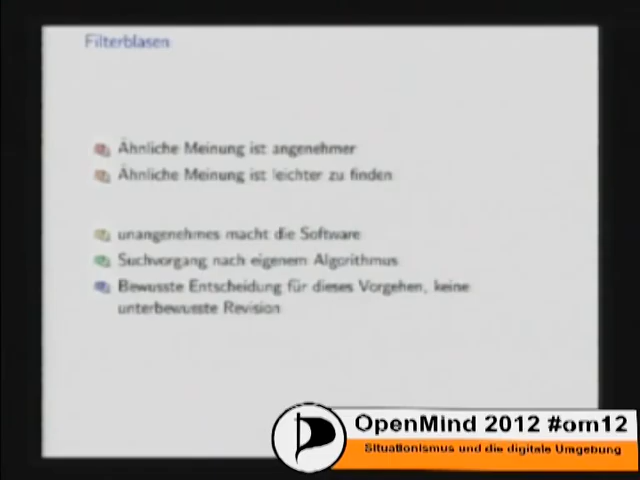 Filterblasen
Ähnliche Meinung ist angenehmer
Ähnliche Meinung ist leichter zu finden
unangenehmes macht die Software
Suchvorgang nach eigenem Algorithmus
Bewusste Entscheidung für dieses Vorgehen, keine
unterbewusste Revision
OpenMind 2012 #om12
Situationismus und die digitale Umgebung